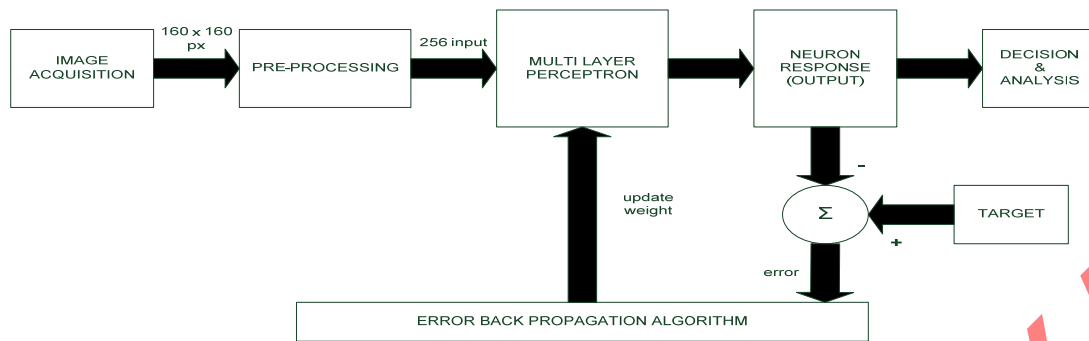 160 x 160
px
256 input
IMAGE
ACQUISITION
PRE-PROCESSING
MULTI LAYER
PERCEPTRON
NEURON
RESPONSE
(OUTPUT)
DECISION
&
ANALYSIS
-
update
weight
Σ
TARGET
+
error
ERROR BACK PROPAGATION ALGORITHM